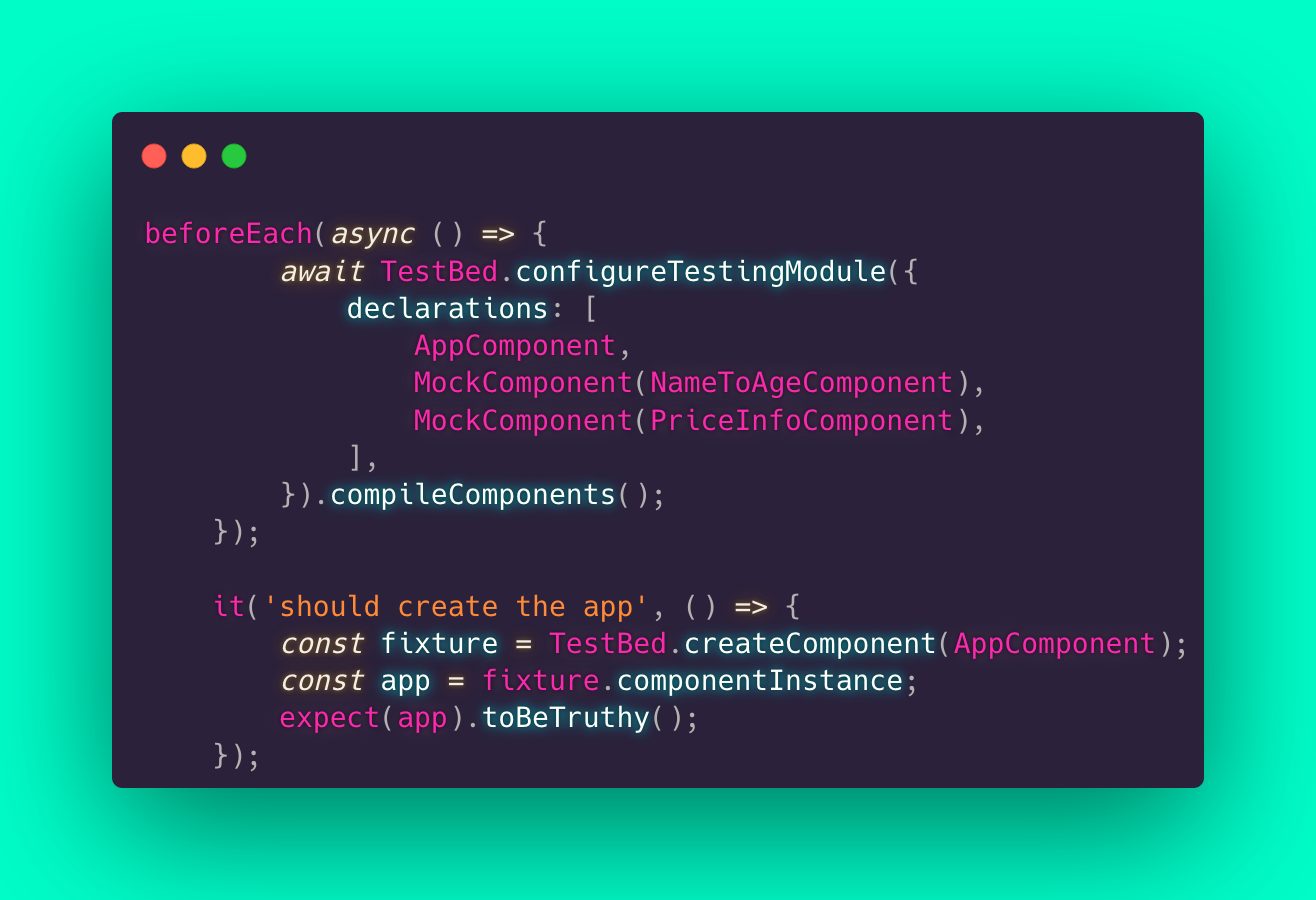 beforeEach(async () => {
        await TestBed.configureTestingModule({
            declarations: [
                AppComponent,
                MockComponent(NameToAgeComponent),
                MockComponent(PriceInfoComponent),
            ],
        }).compileComponents();
    });

    it('should create the app', () => {
        const fixture = TestBed.createComponent(AppComponent);
        const app = fixture.componentInstance;
        expect(app).toBeTruthy();
    });